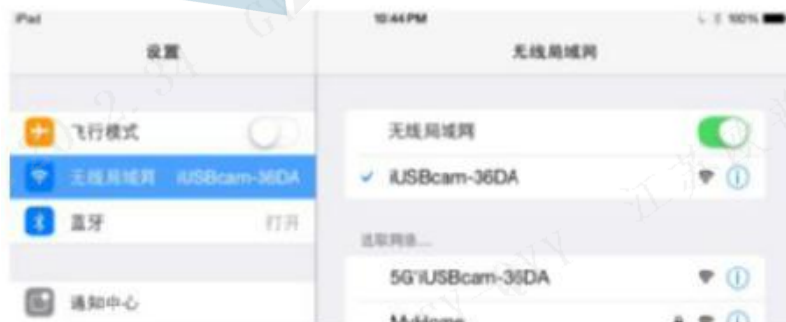 iPad 10:44 PM 100%
设置 无线局域网
飞行模式 无线局域网
无线局域网 iUSBcam-36DA iUSBcam-36DA
蓝牙 打开 选取网络...
5G'iUSBcam-36DA
通知中心 MyHome